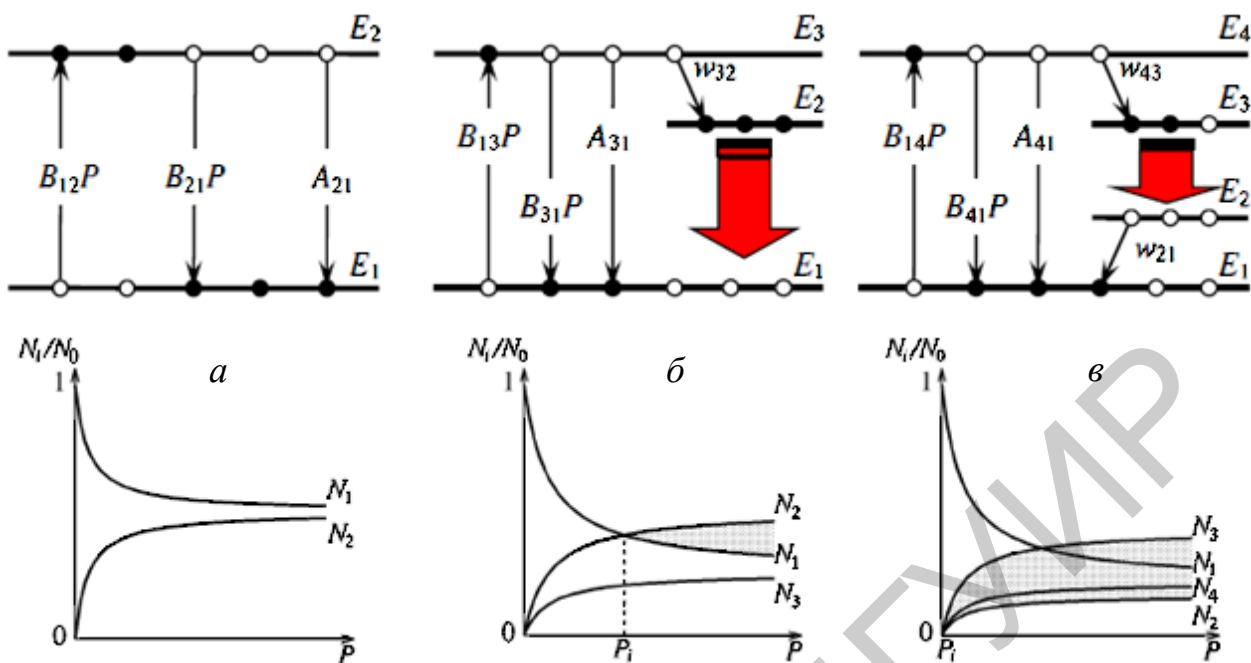 E₂ E₃ E₄
w₃₂ w₄₃
E₂ E₃
B₁₂P B₂₁P A₂₁ B₁₃P A₃₁ B₁₄P A₄₁
B₃₁P B₄₁P E₂
w₂₁
E₁ E₁ E₁
Nᵢ/N₀ а Nᵢ/N₀ б Nᵢ/N₀ в
1 1 1
N₁ N₂ N₃
N₂ N₁ N₁
N₃ N₄
N₂
0 P 0 Pᵢ P 0 Pᵢ P
ГУИР